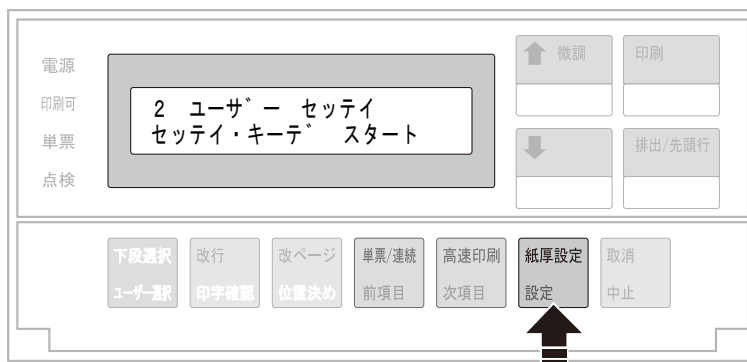 電源
印刷可
単票
点検
2 ユーザー セッテイ
セッテイ・キーデ スタート
微調
印刷
排出/先頭行
下段選択
ユーザー選択
改行
印字確認
改ページ
位置決め
単票/連続
前項目
高速印刷
次項目
紙厚設定
設定
取消
中止